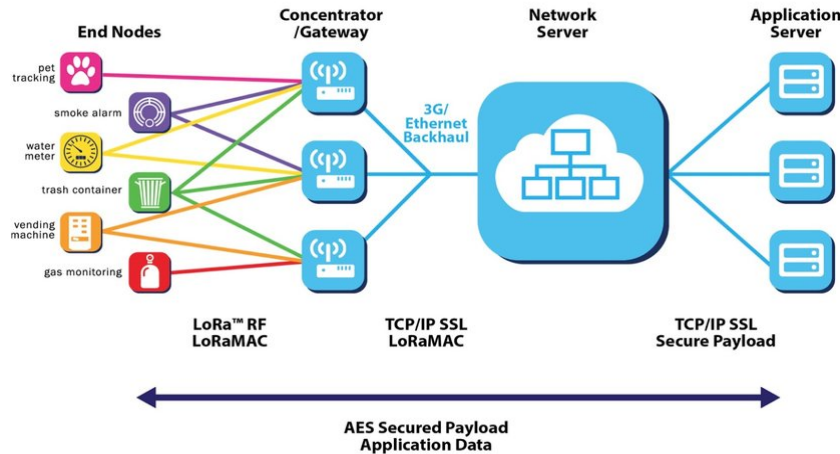 End Nodes
Concentrator
/Gateway
Network
Server
Application
Server
pet
tracking
smoke alarm
water
meter
trash container
vending
machine
gas monitoring
3G/
Ethernet
Backhaul
LoRa™ RF
LoRaMAC
TCP/IP SSL
LoRaMAC
TCP/IP SSL
Secure Payload
AES Secured Payload
Application Data